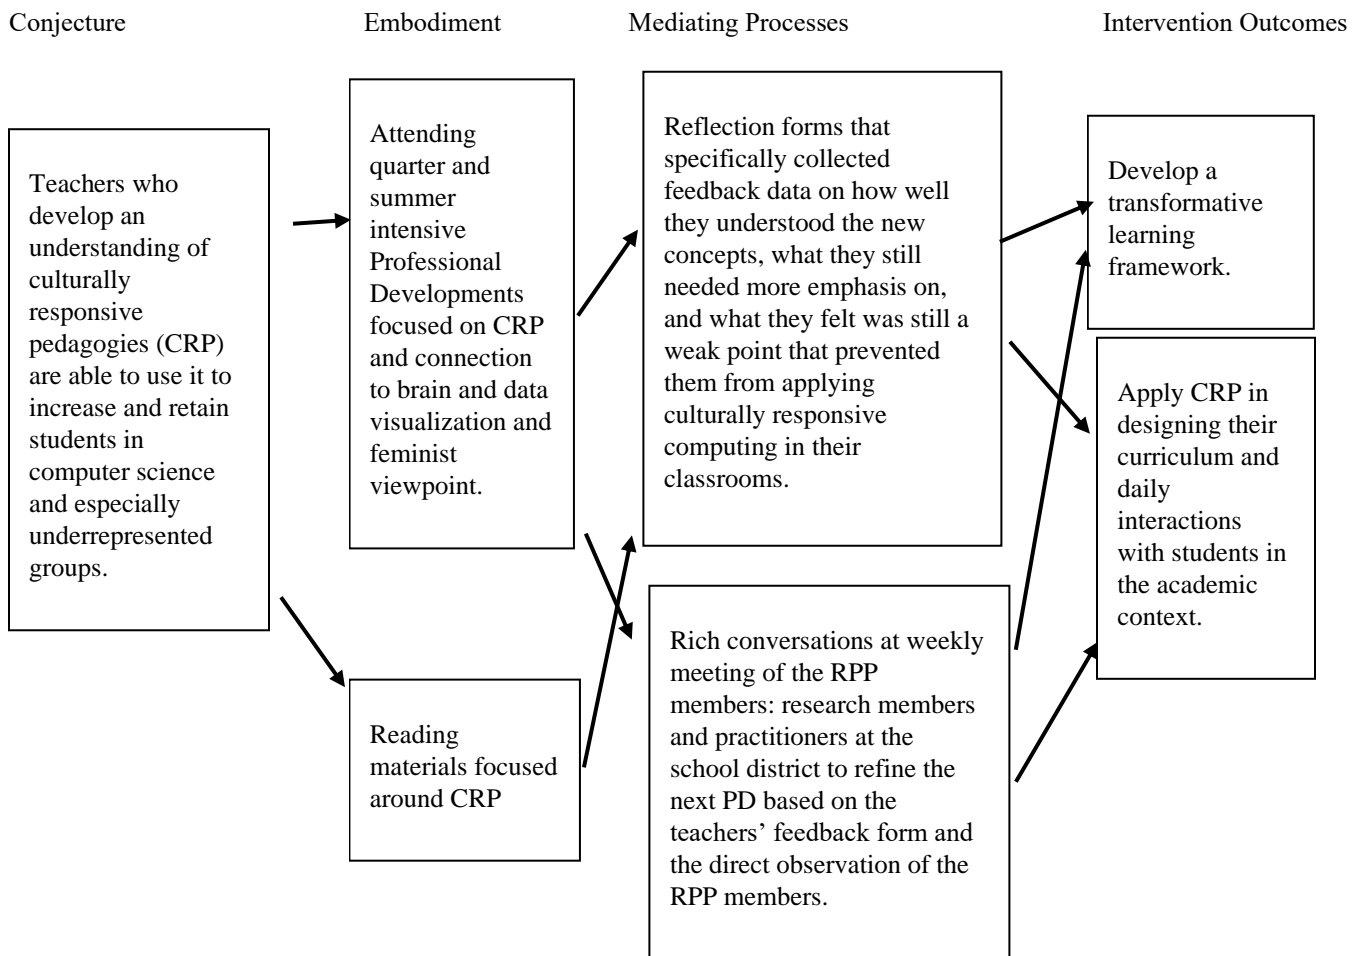 Conjecture
Embodiment
Mediating Processes
Intervention Outcomes
Teachers who
develop an
understanding of
culturally
responsive
pedagogies (CRP)
are able to use it to
increase and retain
students in
computer science
and especially
underrepresented
groups.
Attending
quarter and
summer
intensive
Professional
Developments
focused on CRP
and connection
to brain and data
visualization and
feminist
viewpoint.
Reading
materials focused
around CRP
Reflection forms that
specifically collected
feedback data on how well
they understood the new
concepts, what they still
needed more emphasis on,
and what they felt was still a
weak point that prevented
them from applying
culturally responsive
computing in their
classrooms.
Rich conversations at weekly
meeting of the RPP
members: research members
and practitioners at the
school district to refine the
next PD based on the
teachers’ feedback form and
the direct observation of the
RPP members.
Develop a
transformative
learning
framework.
Apply CRP in
designing their
curriculum and
daily
interactions
with students in
the academic
context.